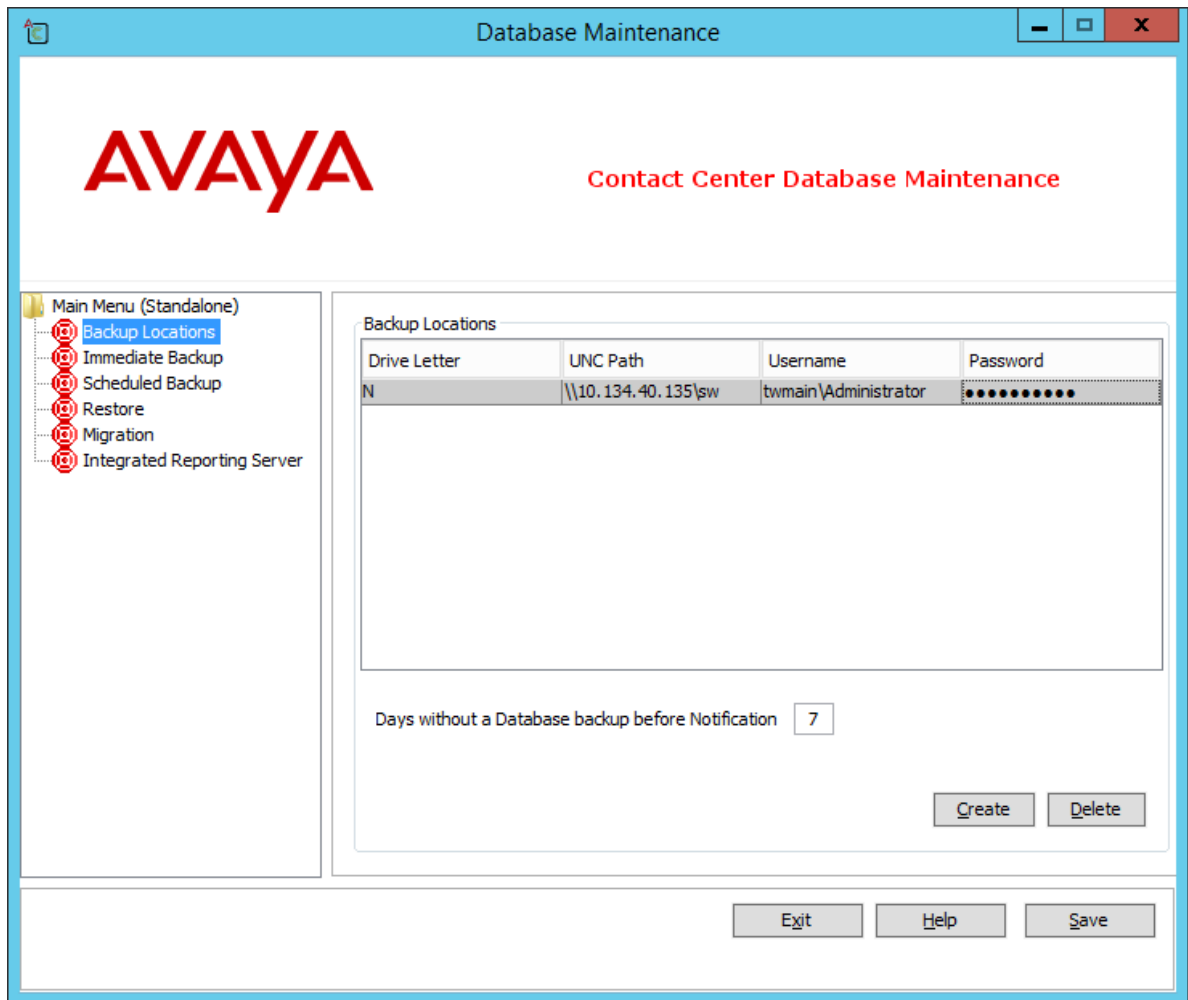 Database Maintenance
AVAYA
Contact Center Database Maintenance
Main Menu (Standalone)
Backup Locations
Immediate Backup
Scheduled Backup
Restore
Migration
Integrated Reporting Server
Backup Locations
Drive Letter UNC Path Username Password
N \\10.134.40.135\sw twmain\Administrator ●●●●●●●●●●
Days without a Database backup before Notification 7
Create Delete
Exit Help Save